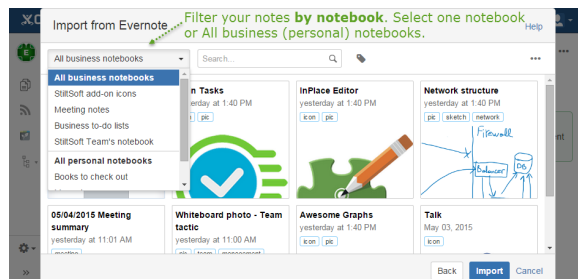 Import from Evernote
Filter your notes by notebook. Select one notebook
or All business (personal) notebooks.
Help
All business notebooks
Search...
All business notebooks
StiltSoft add-on icons
Meeting notes
Business to-do lists
StiltSoft Team's notebook
All personal notebooks
Books to check out
n Tasks
erday at 1:40 PM
pic
InPlace Editor
yesterday at 1:40 PM
icon pic
Network structure
yesterday at 1:40 PM
pic sketch network
Firewall
Balancer
DB
05/04/2015 Meeting
summary
yesterday at 11:01 AM
meeting
Whiteboard photo - Team
tactic
yesterday at 11:00 AM
pic team management
Awesome Graphs
yesterday at 1:40 PM
icon pic
Talk
May 03, 2015
icon
Back Import Cancel